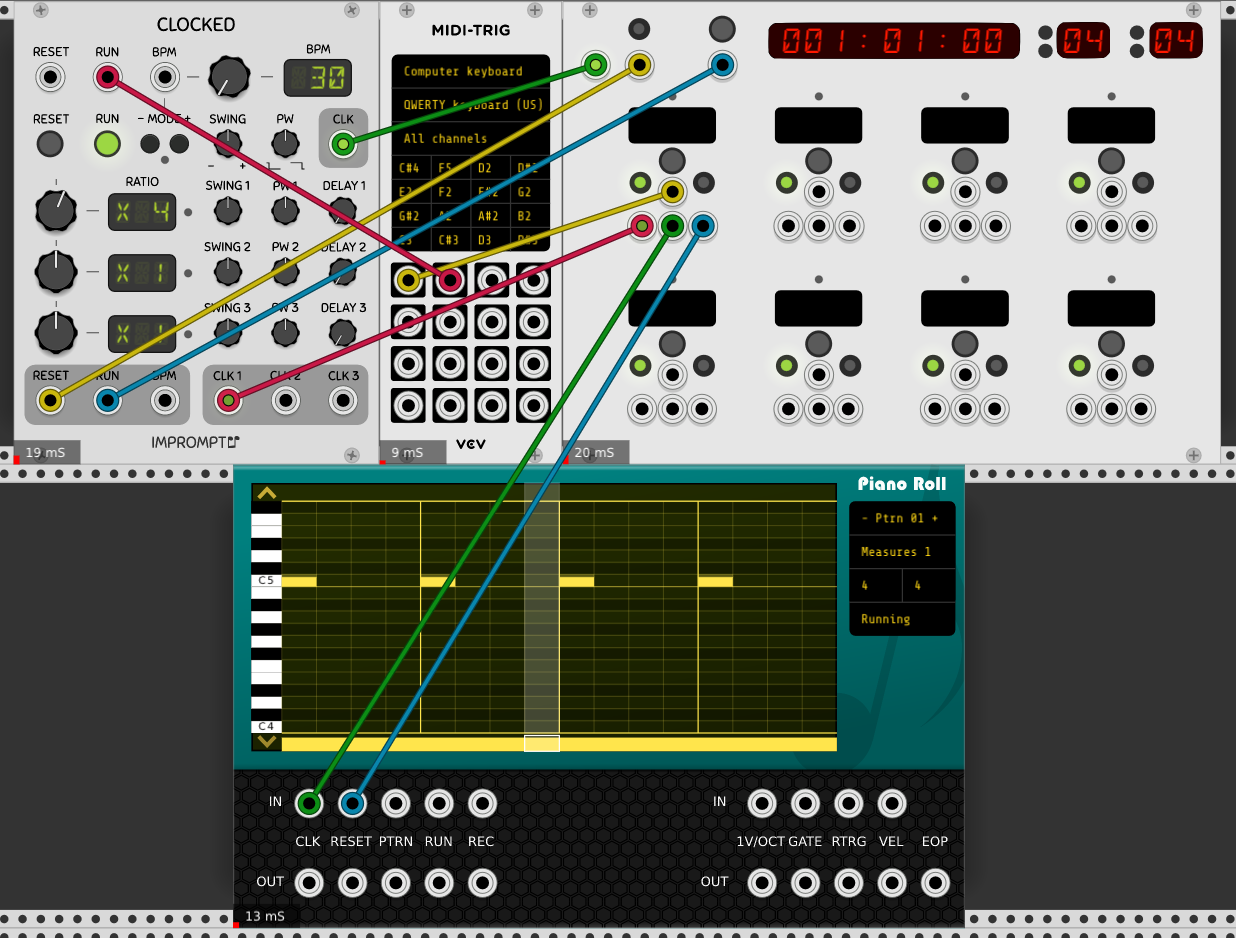 CLOCKED
RESET RUN BPM BPM
30
RESET RUN - MODE + SWING PW CLK
- +
RATIO
X 4
SWING 1 PW 1 DELAY 1
X 1
SWING 2 PW 2 DELAY 2
X 1
SWING 3 PW 3 DELAY 3
RESET RUN BPM CLK 1 CLK 2 CLK 3
IMPROMPTU
19 mS
MIDI-TRIG
Computer keyboard
QWERTY keyboard (US)
All channels
C#4 F5 D2 D#2
E2 F2 F#2 G2
G#2 A2 A#2 B2
C#3 D3
VCV
9 mS
001:01:00 04 04
20 mS
Piano Roll
- Ptrn 01 +
Measures 1
4 4
Running
C5
C4
IN IN
CLK RESET PTRN RUN REC 1V/OCT GATE RTRG VEL EOP
OUT OUT
13 mS